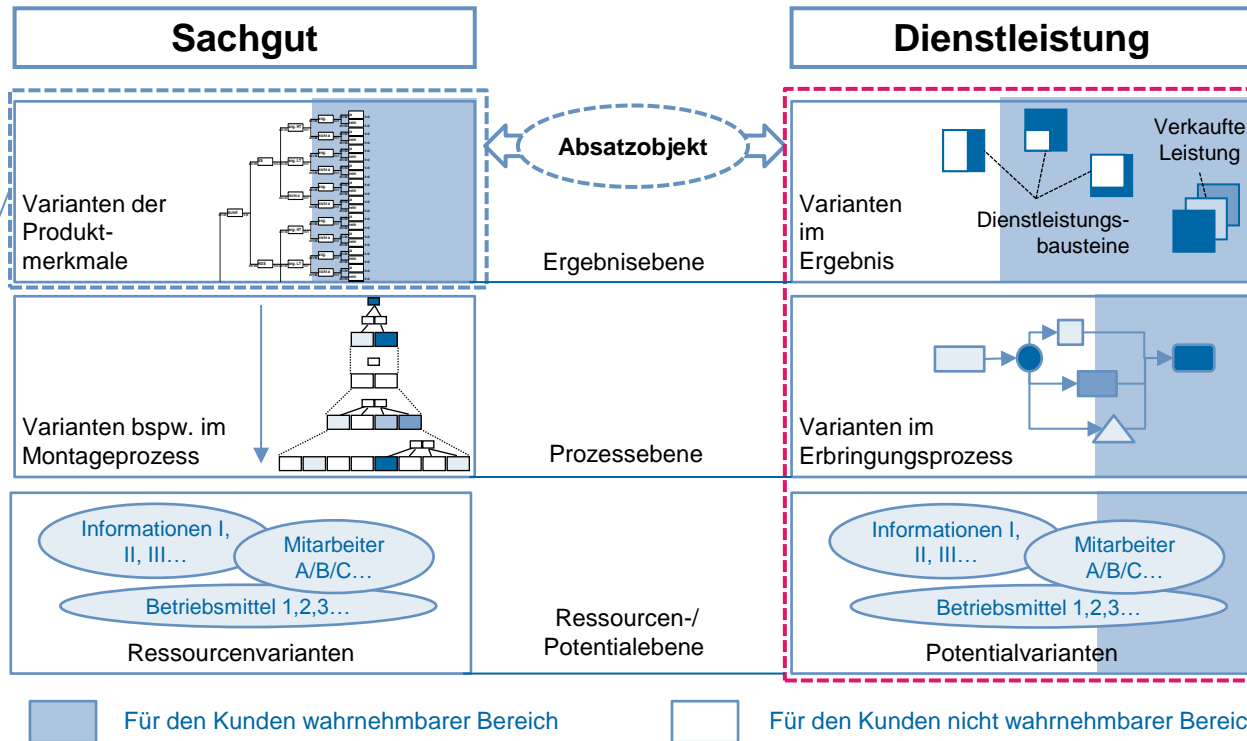 Sachgut
Dienstleistung
Absatzobjekt
Varianten der
Produkt-
merkmale
Ergebnisebene
Varianten
im
Ergebnis
Dienstleistungs-
bausteine
Verkaufte
Leistung
Varianten bspw. im
Montageprozess
Prozessebene
Varianten im
Erbringungsprozess
Informationen I,
II, III…
Mitarbeiter
A/B/C…
Betriebsmittel 1,2,3…
Ressourcenvarianten
Ressourcen-/
Potentialebene
Informationen I,
II, III…
Mitarbeiter
A/B/C…
Betriebsmittel 1,2,3…
Potentialvarianten
Für den Kunden wahrnehmbarer Bereich
Für den Kunden nicht wahrnehmbarer Bereic